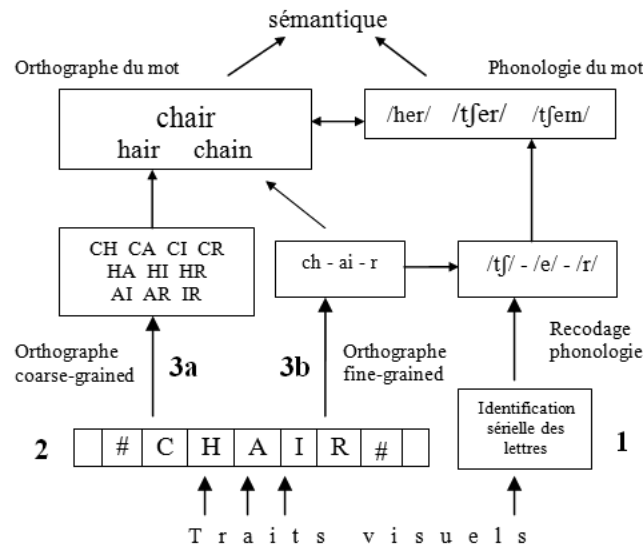 sémantique
Orthographe du mot
Phonologie du mot
chair
hair chain
/her/ /tʃer/ /tʃeɪn/
CH CA CI CR
HA HI HR
AI AR IR
ch - ai - r
/tʃ/ - /e/ - /r/
Orthographe
coarse-grained
3a
3b
Orthographe
fine-grained
Recodage
phonologie
2
# C H A I R #
Identification
sérielle des
lettres
1
Traits visuels